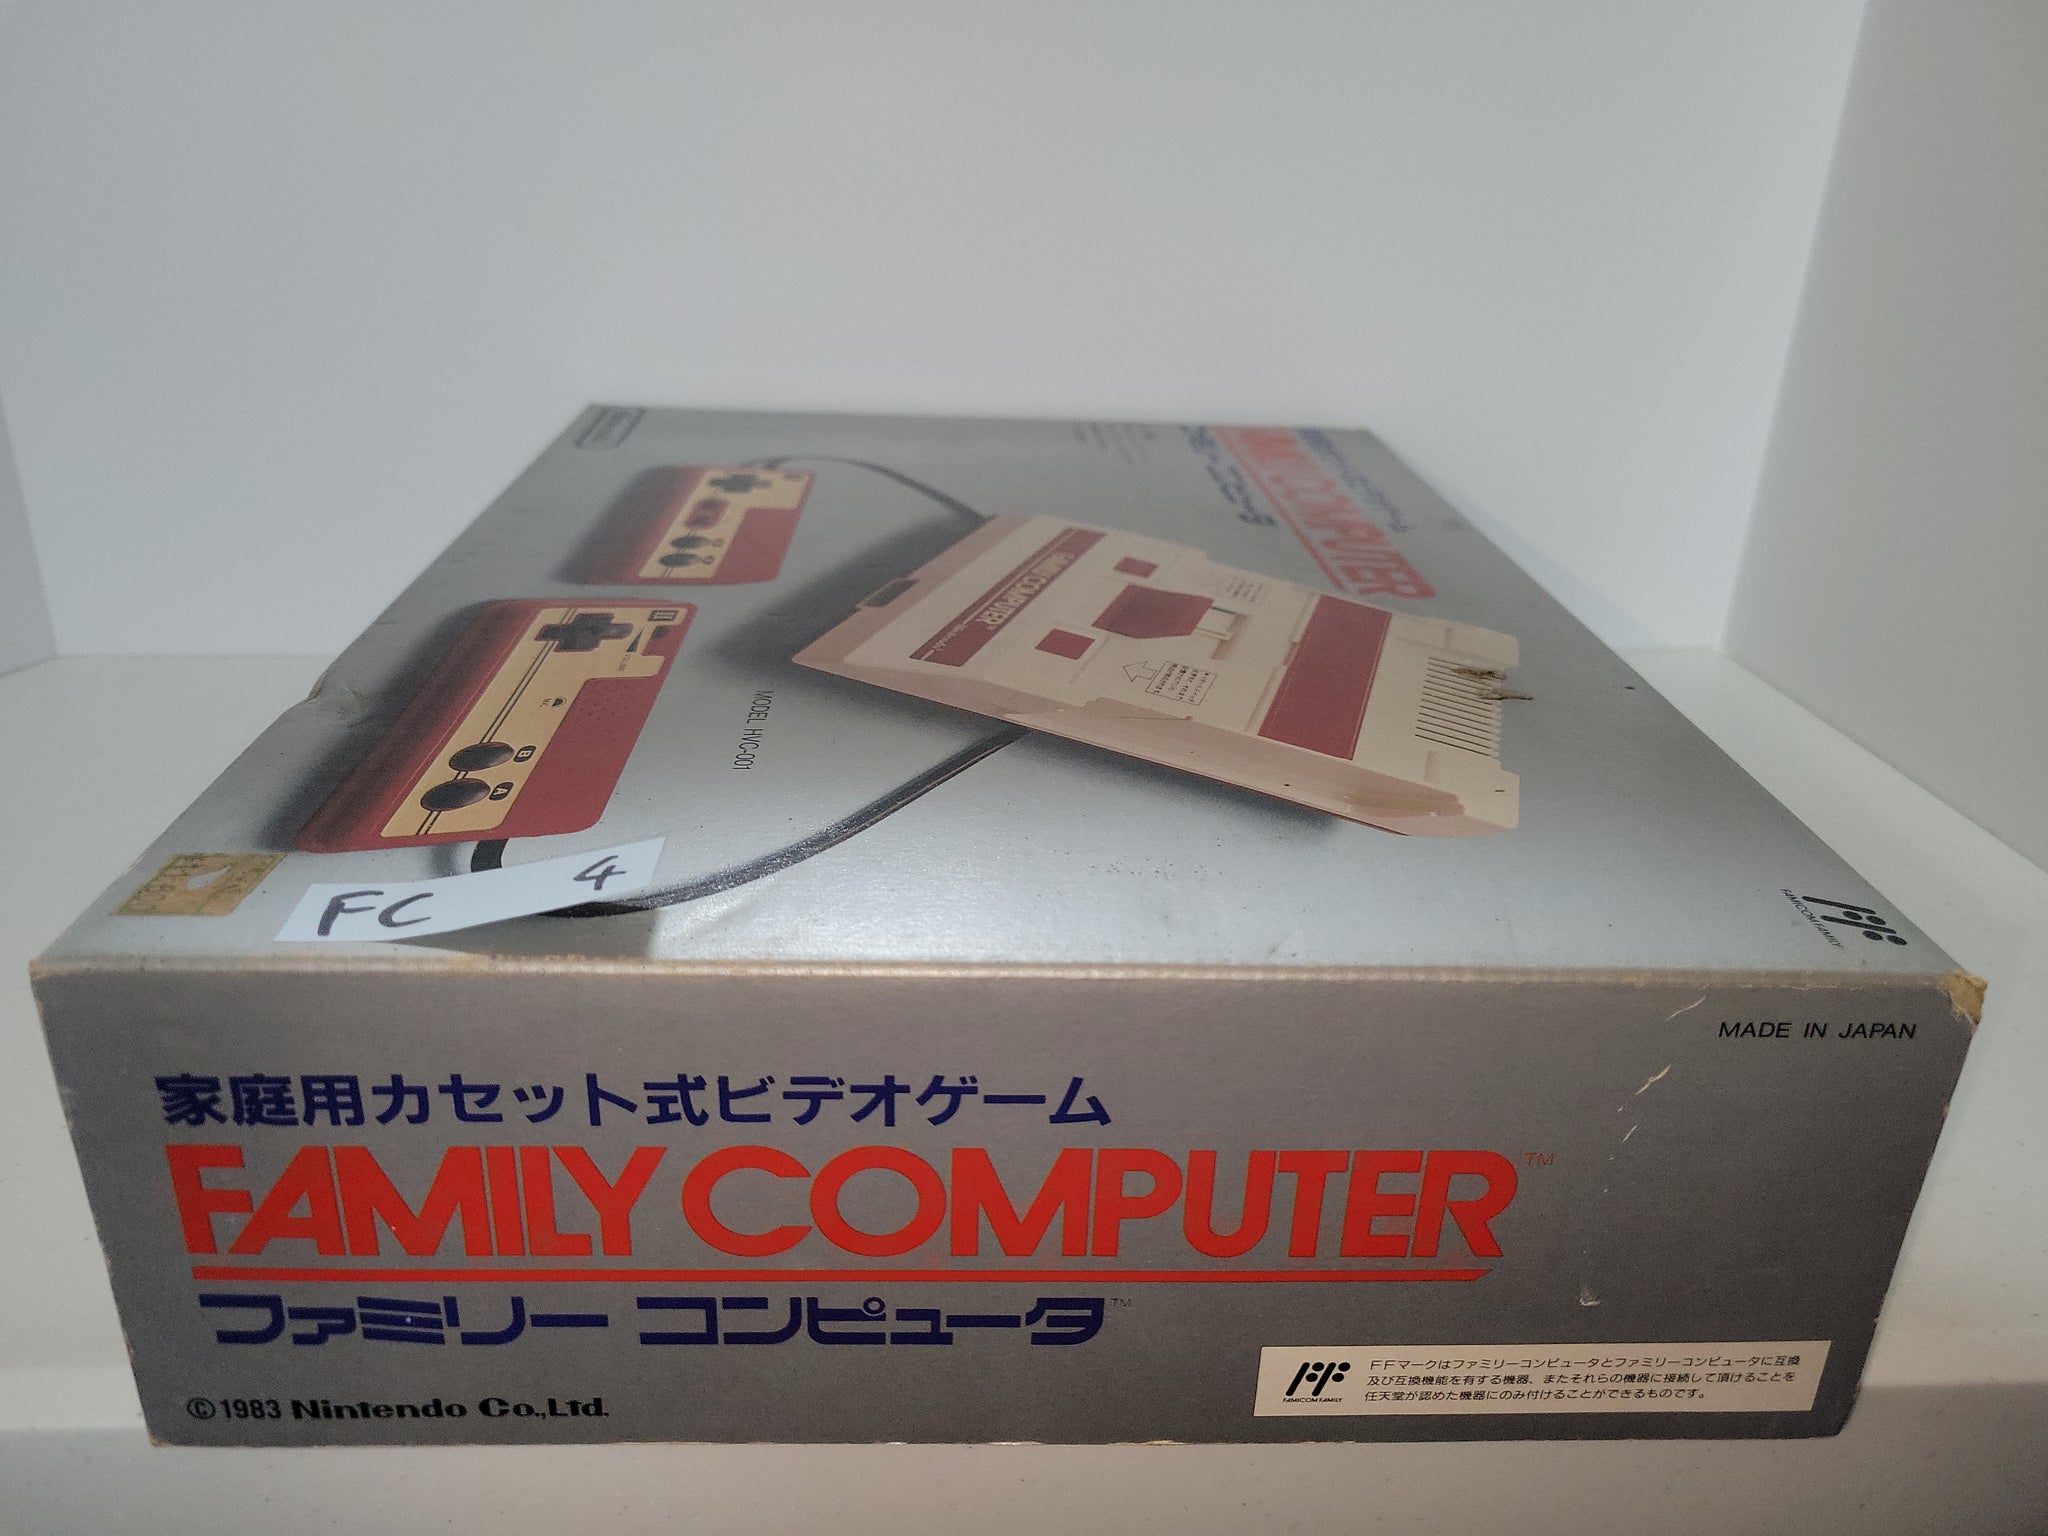 FAMILY COMPUTER
Nintendo
FAMILY COMPUTER™
II
B
A
MODEL HVC-001
FC 4
FAMICOM FAMILY
MADE IN JAPAN
家庭用カセット式ビデオゲーム
FAMILY COMPUTER™
ファミリー コンピュータ™
©1983 Nintendo Co.,Ltd.
FAMICOM FAMILY
FFマークはファミリーコンピュータとファミリーコンピュータに互換
及び互換機能を有する機器、またそれらの機器に接続して頂けることを
任天堂が認めた機器にのみ付けることができるものです。